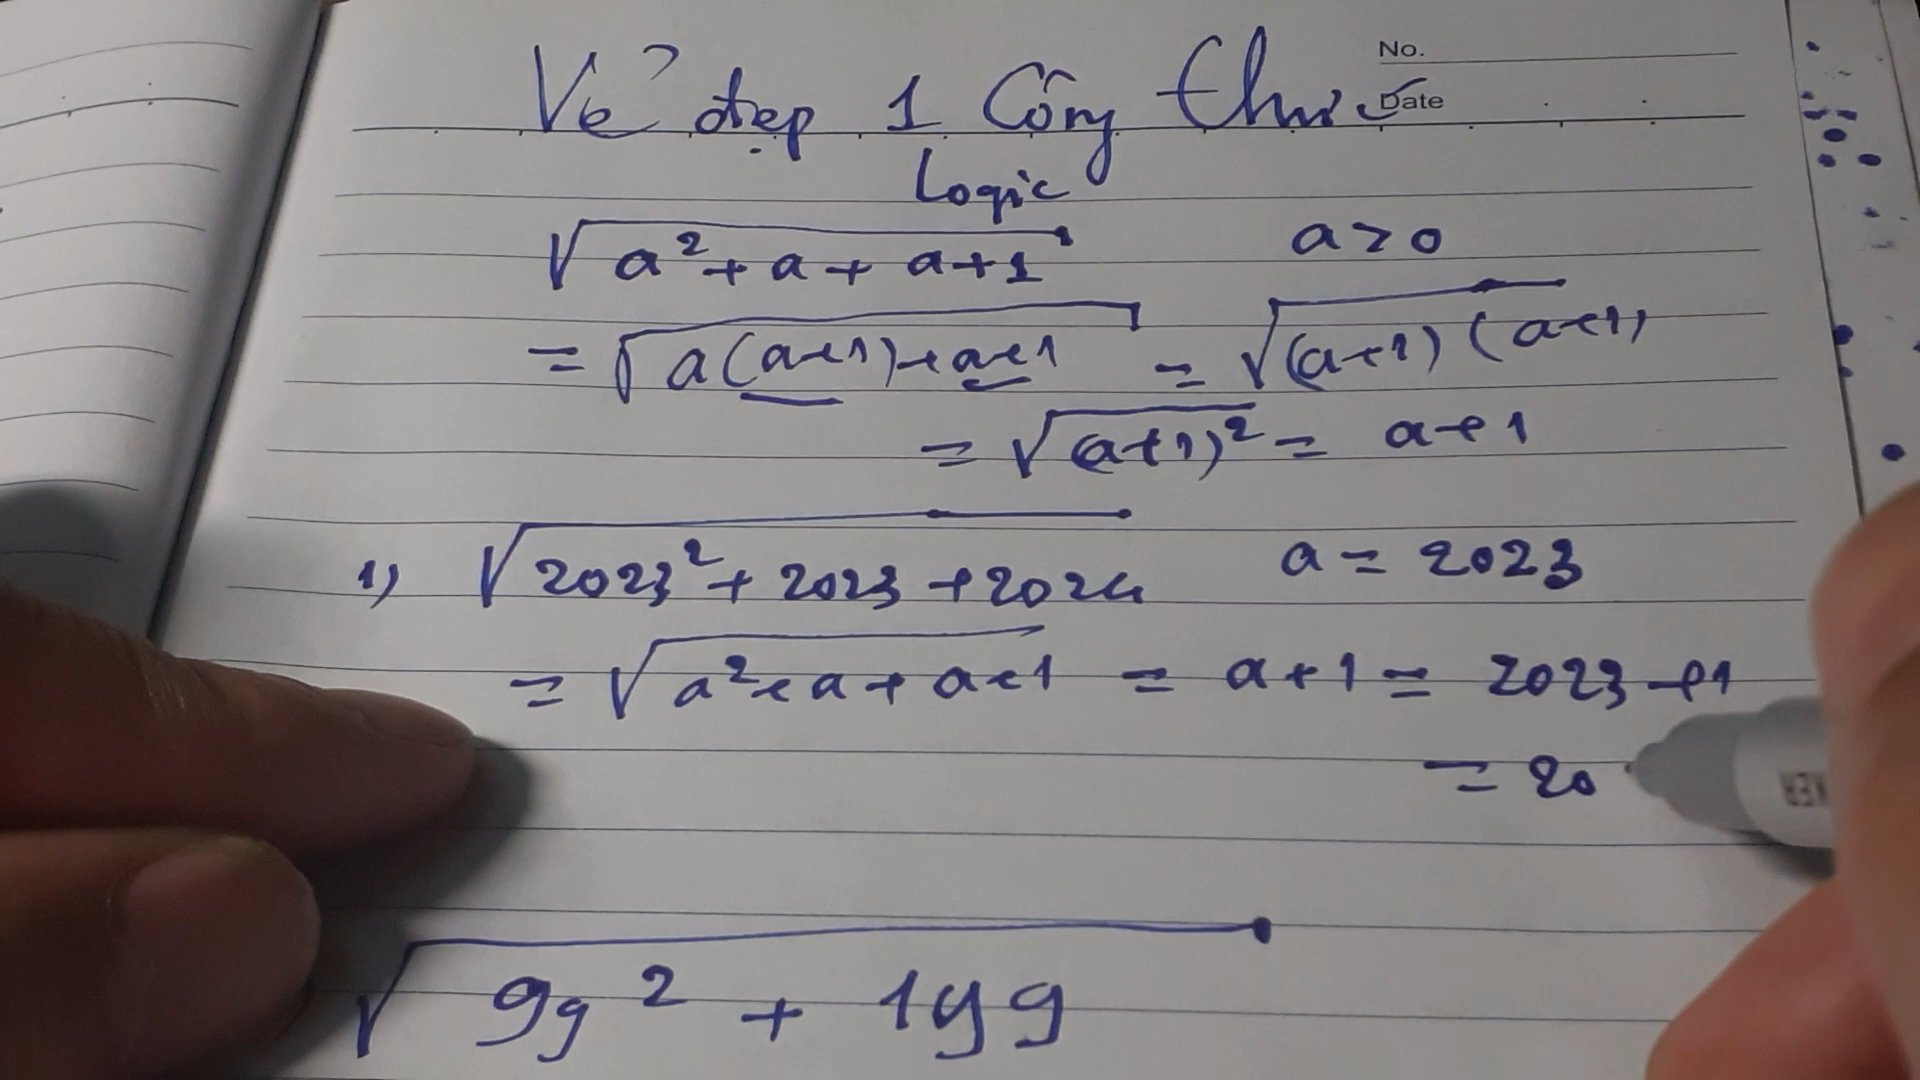 Vẻ đẹp 1 Công thức
No.
Date
Logic
√(a²+a+a+1) a>0
=√(a(a+1)+a+1) = √((a+1)(a+1))
= √((a+1)²) = a+1
1) √(2023²+2023+2024) a = 2023
= √(a²+a+a+1) = a+1 = 2023+1
= 20
√(99² + 199)